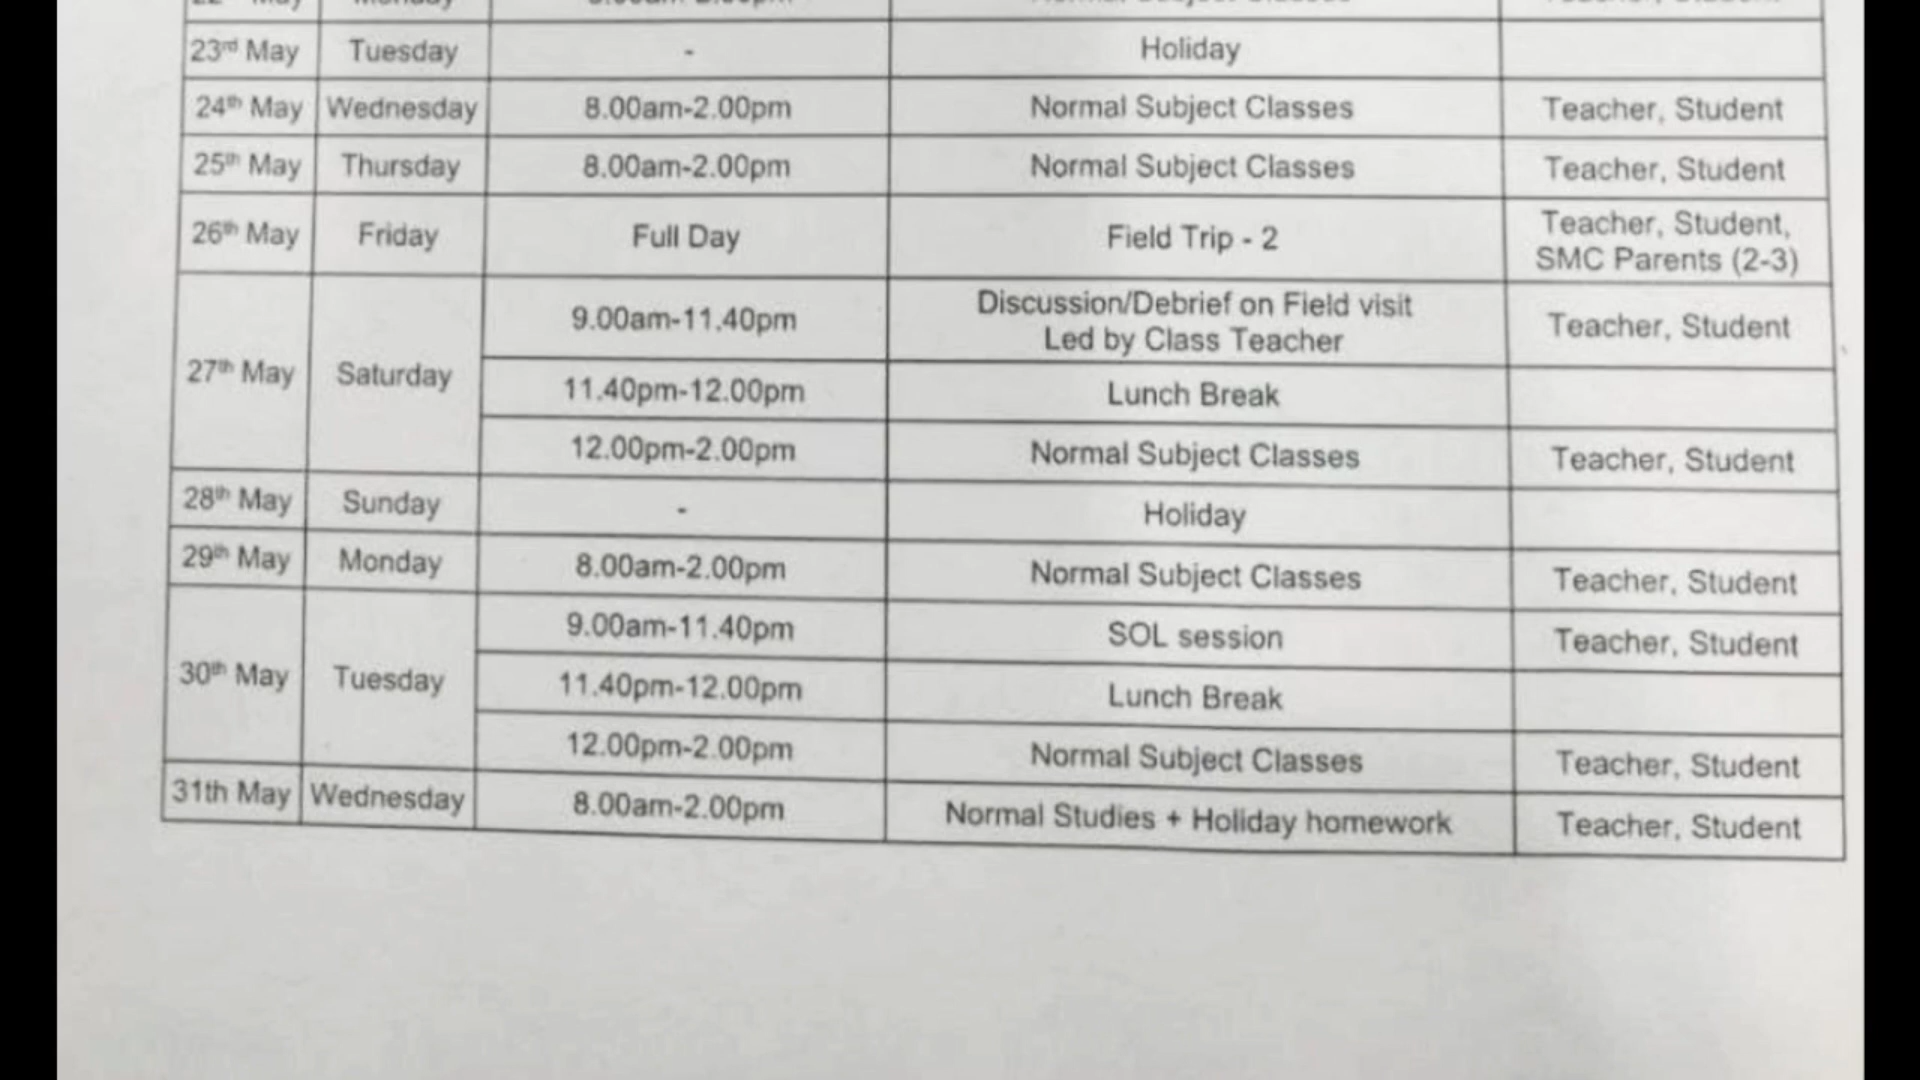 23rd May Tuesday - Holiday
24th May Wednesday 8.00am-2.00pm Normal Subject Classes Teacher, Student
25th May Thursday 8.00am-2.00pm Normal Subject Classes Teacher, Student
26th May Friday Full Day Field Trip - 2 Teacher, Student,
SMC Parents (2-3)
27th May Saturday 9.00am-11.40pm Discussion/Debrief on Field visit
Led by Class Teacher Teacher, Student
11.40pm-12.00pm Lunch Break
12.00pm-2.00pm Normal Subject Classes Teacher, Student
28th May Sunday - Holiday
29th May Monday 8.00am-2.00pm Normal Subject Classes Teacher, Student
30th May Tuesday 9.00am-11.40pm SOL session Teacher, Student
11.40pm-12.00pm Lunch Break
12.00pm-2.00pm Normal Subject Classes Teacher, Student
31th May Wednesday 8.00am-2.00pm Normal Studies + Holiday homework Teacher, Student